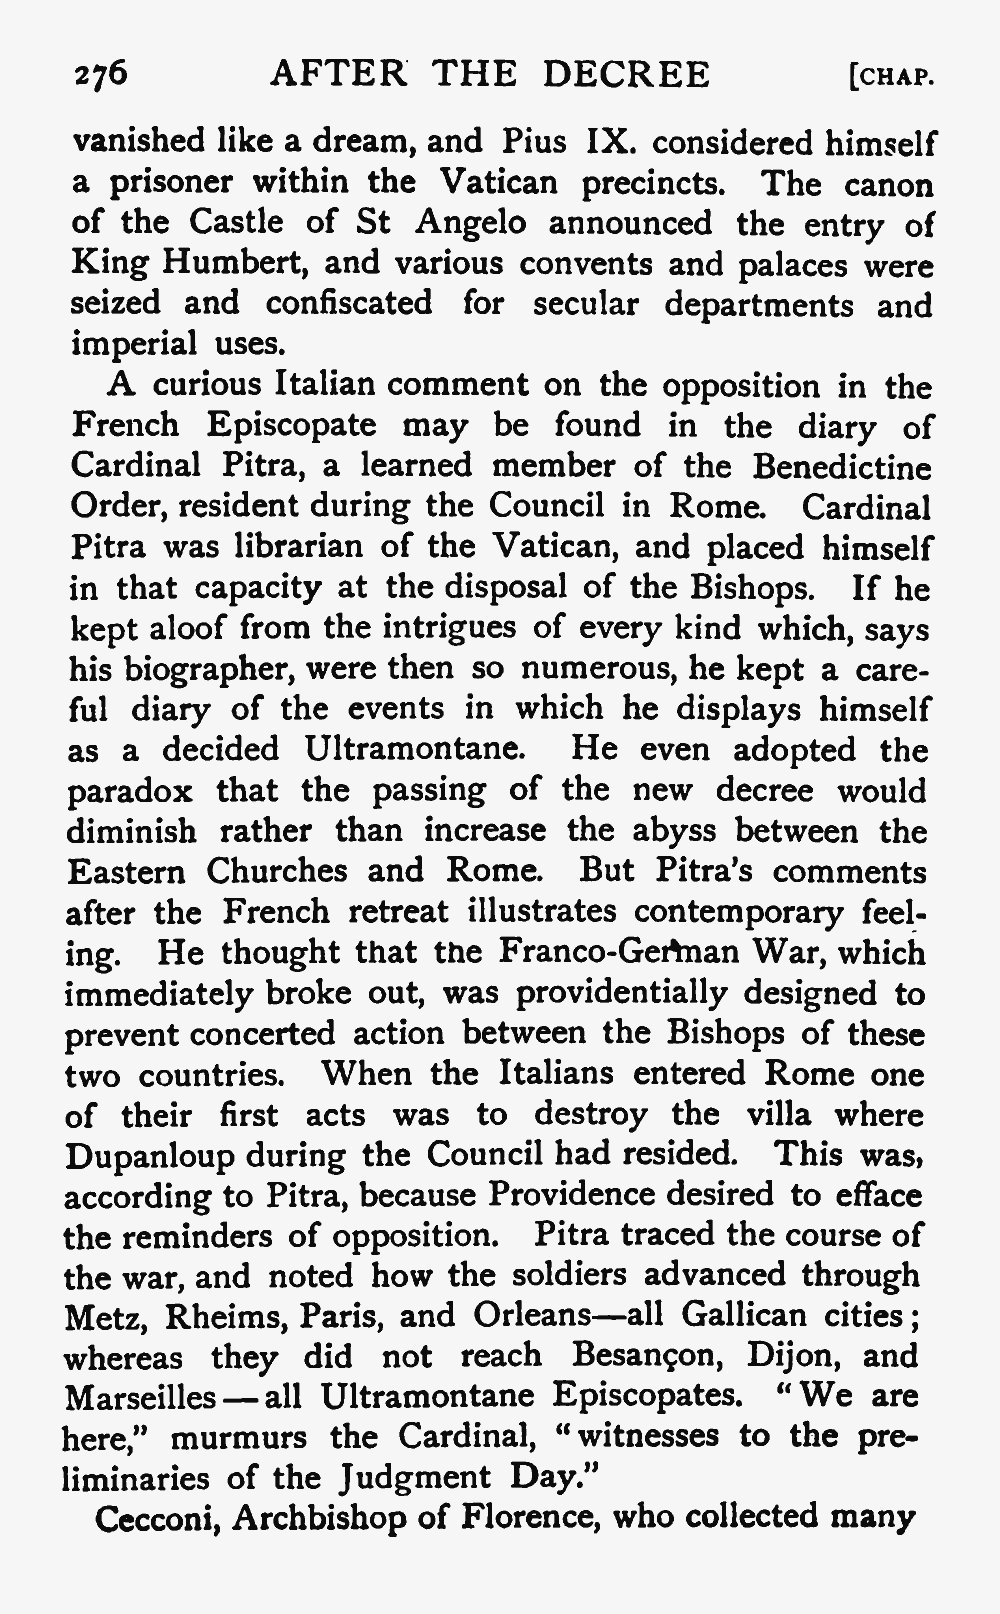 276 AFTER THE DECREE [CHAP.
vanished like a dream, and Pius IX. considered himself
a prisoner within the Vatican precincts. The canon
of the Castle of St Angelo announced the entry of
King Humbert, and various convents and palaces were
seized and confiscated for secular departments and
imperial uses.
A curious Italian comment on the opposition in the
French Episcopate may be found in the diary of
Cardinal Pitra, a learned member of the Benedictine
Order, resident during the Council in Rome. Cardinal
Pitra was librarian of the Vatican, and placed himself
in that capacity at the disposal of the Bishops. If he
kept aloof from the intrigues of every kind which, says
his biographer, were then so numerous, he kept a care-
ful diary of the events in which he displays himself
as a decided Ultramontane. He even adopted the
paradox that the passing of the new decree would
diminish rather than increase the abyss between the
Eastern Churches and Rome. But Pitra's comments
after the French retreat illustrates contemporary feel-
ing. He thought that the Franco-German War, which
immediately broke out, was providentially designed to
prevent concerted action between the Bishops of these
two countries. When the Italians entered Rome one
of their first acts was to destroy the villa where
Dupanloup during the Council had resided. This was,
according to Pitra, because Providence desired to efface
the reminders of opposition. Pitra traced the course of
the war, and noted how the soldiers advanced through
Metz, Rheims, Paris, and Orleans—all Gallican cities;
whereas they did not reach Besançon, Dijon, and
Marseilles—all Ultramontane Episcopates. "We are
here," murmurs the Cardinal, "witnesses to the pre-
liminaries of the Judgment Day."
Cecconi, Archbishop of Florence, who collected many